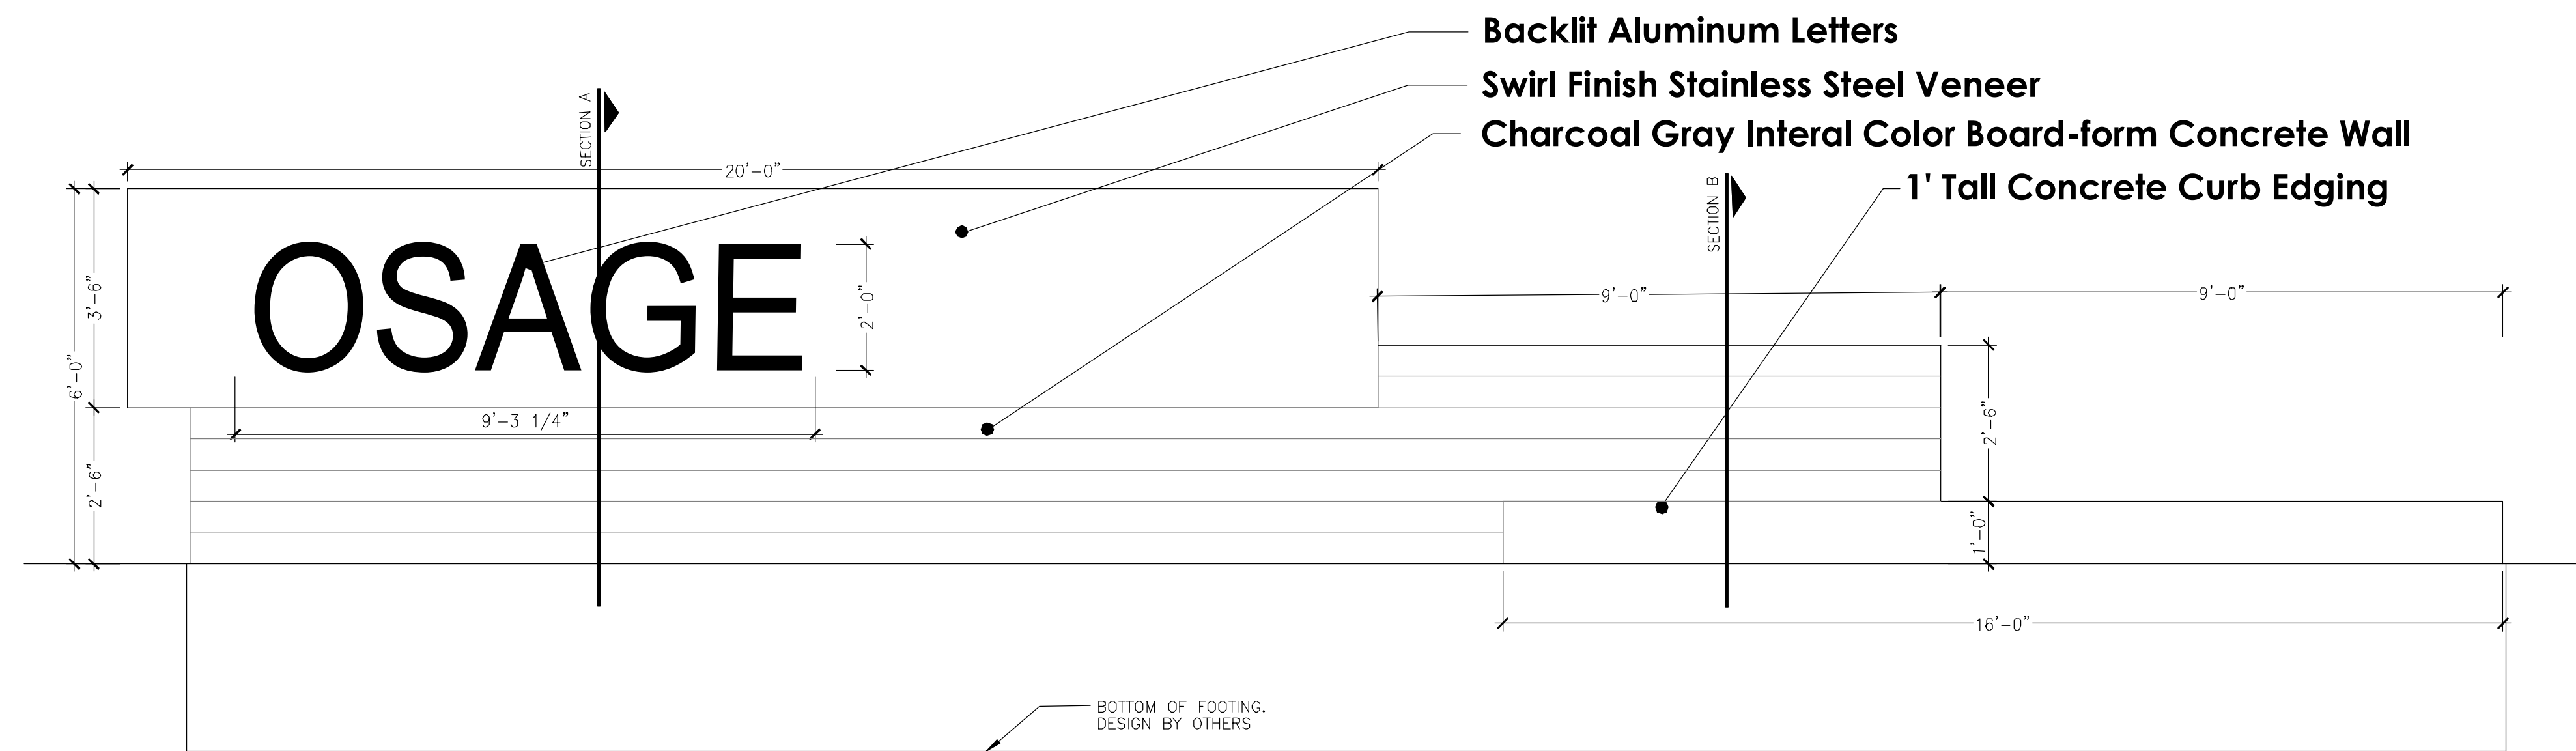 Backlit Aluminum Letters
Swirl Finish Stainless Steel Veneer
Charcoal Gray Interal Color Board-form Concrete Wall
1' Tall Concrete Curb Edging
SECTION A
SECTION B
20'-0"
OSAGE
6'-0"
3'-6"
2'-6"
2'-0"
9'-3 1/4"
9'-0"
9'-0"
2'-6"
1'-0"
16'-0"
BOTTOM OF FOOTING.
DESIGN BY OTHERS